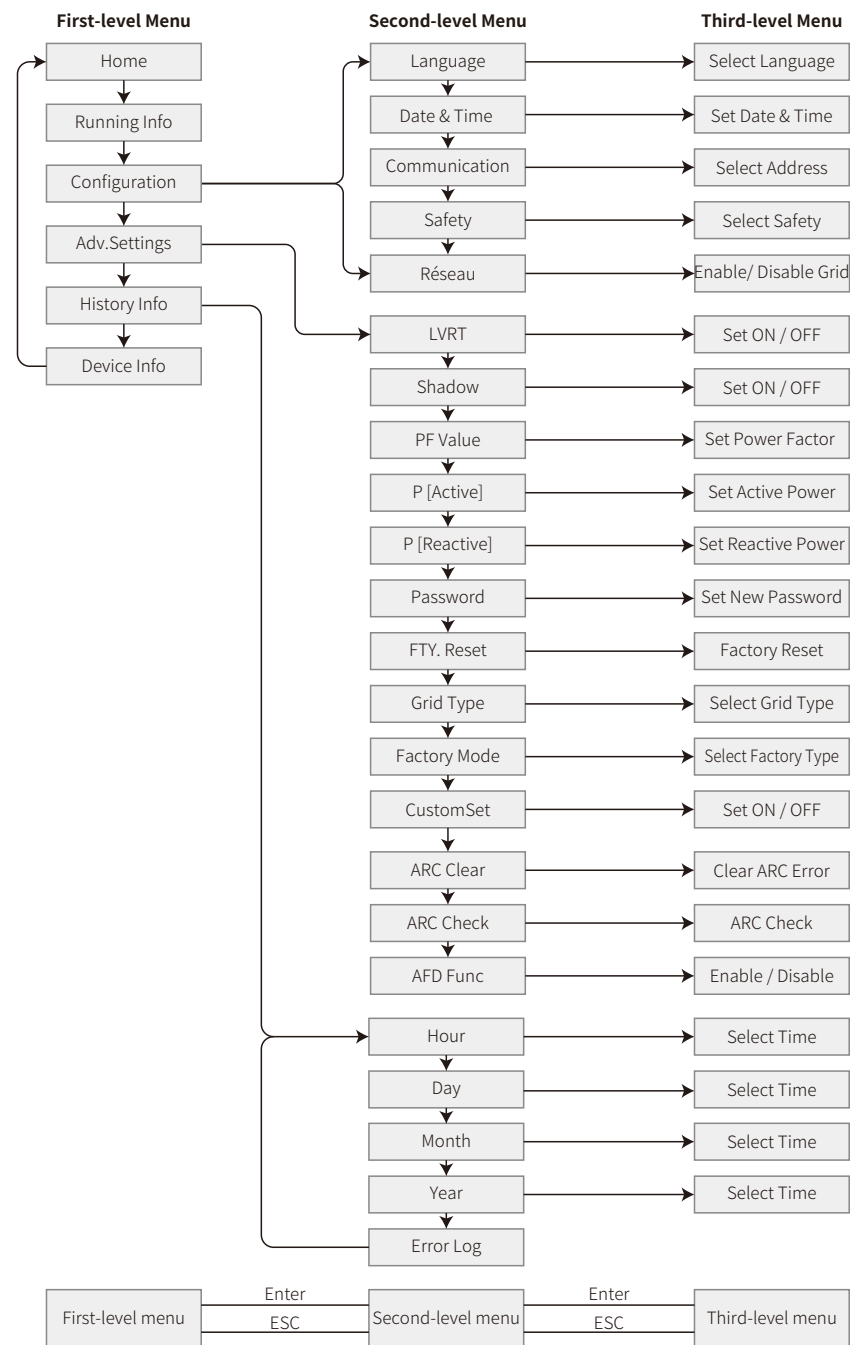 First-level Menu Second-level Menu Third-level Menu
Home Language Select Language
Running Info Date & Time Set Date & Time
Configuration Communication Select Address
Adv.Settings Safety Select Safety
History Info Réseau Enable/ Disable Grid
Device Info LVRT Set ON / OFF
Shadow Set ON / OFF
PF Value Set Power Factor
P [Active] Set Active Power
P [Reactive] Set Reactive Power
Password Set New Password
FTY. Reset Factory Reset
Grid Type Select Grid Type
Factory Mode Select Factory Type
CustomSet Set ON / OFF
ARC Clear Clear ARC Error
ARC Check ARC Check
AFD Func Enable / Disable
Hour Select Time
Day Select Time
Month Select Time
Year Select Time
Error Log
Enter Enter
First-level menu Second-level menu Third-level menu
ESC ESC